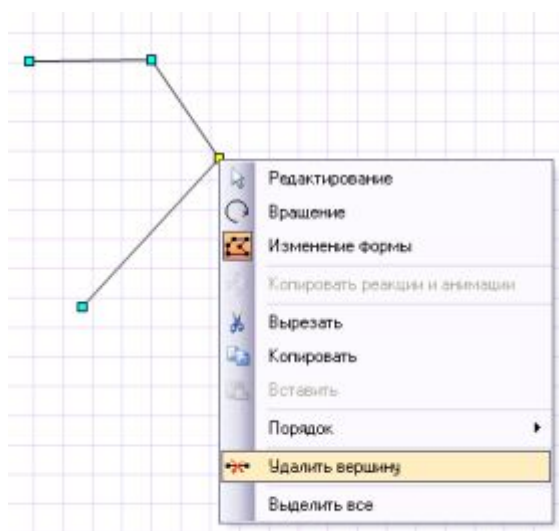 Редактирование
Вращение
Изменение формы
Копировать реакции и анимации
Вырезать
Копировать
Вставить
Порядок
Удалить вершину
Выделить все